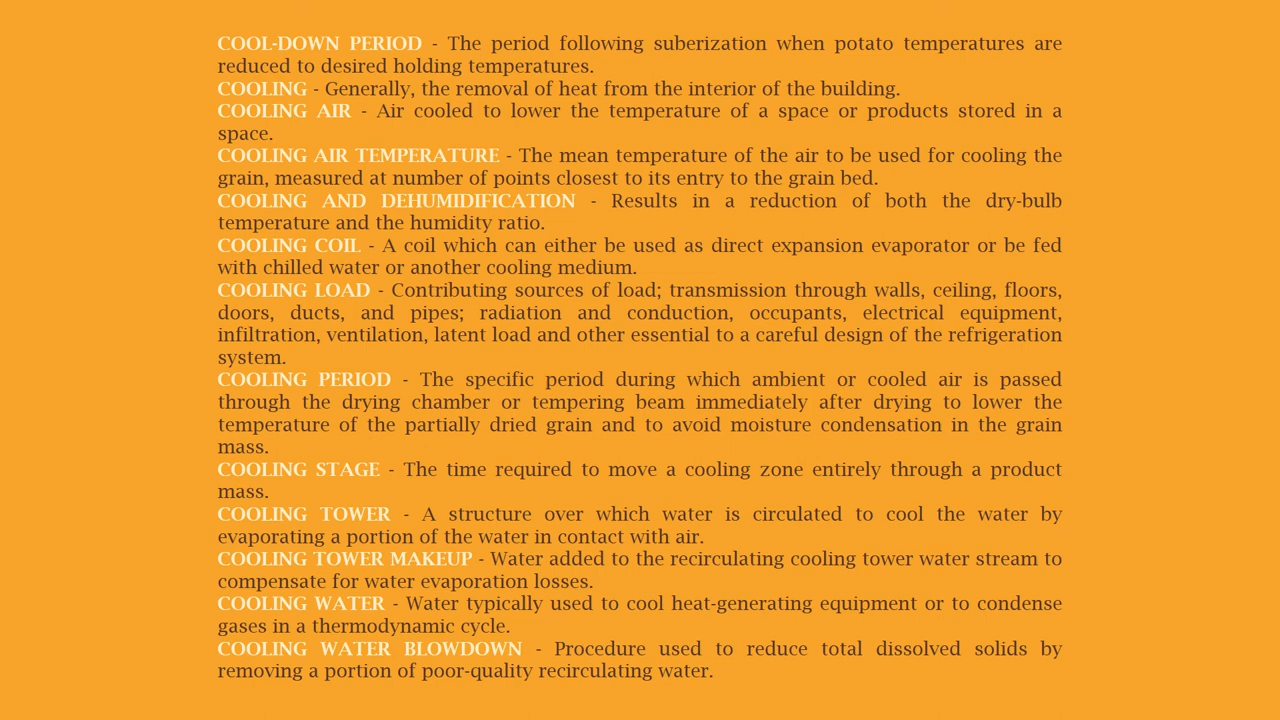 COOL-DOWN PERIOD - The period following suberization when potato temperatures are
reduced to desired holding temperatures.
COOLING - Generally, the removal of heat from the interior of the building.
COOLING AIR - Air cooled to lower the temperature of a space or products stored in a
space.
COOLING AIR TEMPERATURE - The mean temperature of the air to be used for cooling the
grain, measured at number of points closest to its entry to the grain bed.
COOLING AND DEHUMIDIFICATION - Results in a reduction of both the dry-bulb
temperature and the humidity ratio.
COOLING COIL - A coil which can either be used as direct expansion evaporator or be fed
with chilled water or another cooling medium.
COOLING LOAD - Contributing sources of load; transmission through walls, ceiling, floors,
doors, ducts, and pipes; radiation and conduction, occupants, electrical equipment,
infiltration, ventilation, latent load and other essential to a careful design of the refrigeration
system.
COOLING PERIOD - The specific period during which ambient or cooled air is passed
through the drying chamber or tempering beam immediately after drying to lower the
temperature of the partially dried grain and to avoid moisture condensation in the grain
mass.
COOLING STAGE - The time required to move a cooling zone entirely through a product
mass.
COOLING TOWER - A structure over which water is circulated to cool the water by
evaporating a portion of the water in contact with air.
COOLING TOWER MAKEUP - Water added to the recirculating cooling tower water stream to
compensate for water evaporation losses.
COOLING WATER - Water typically used to cool heat-generating equipment or to condense
gases in a thermodynamic cycle.
COOLING WATER BLOWDOWN - Procedure used to reduce total dissolved solids by
removing a portion of poor-quality recirculating water.